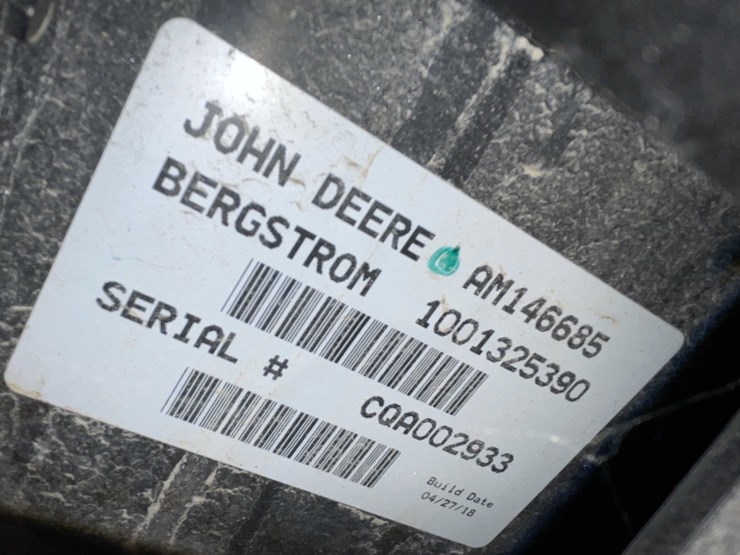 JOHN DEERE AM146685
BERGSTROM 1001325390
SERIAL # CQA002933
Build Date
04/27/18